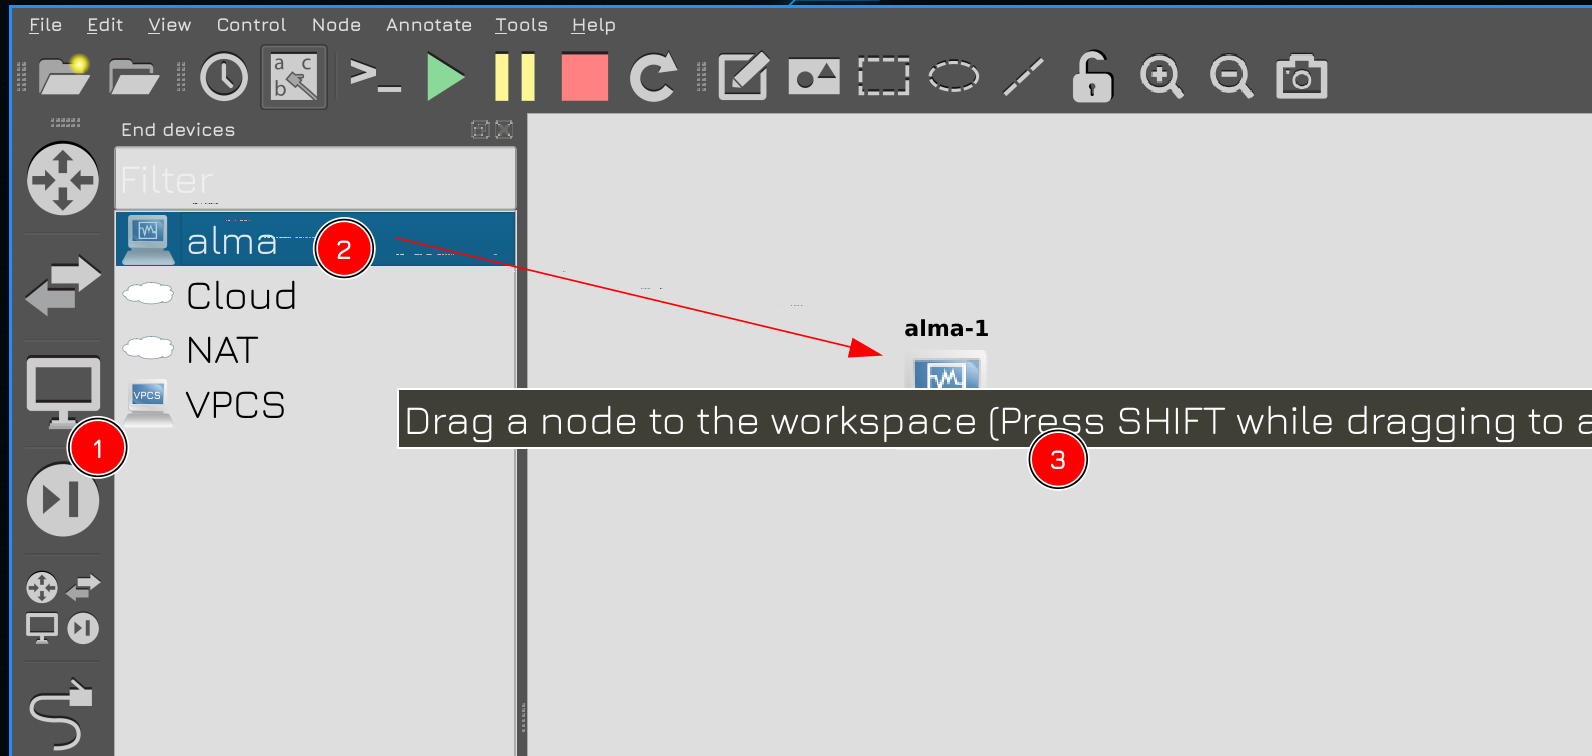 File Edit View Control Node Annotate Tools Help
a c
b
>_
End devices
Filter
alma
2
Cloud
NAT
VPCS
VPCS
1
alma-1
Drag a node to the workspace (Press SHIFT while dragging to a
3